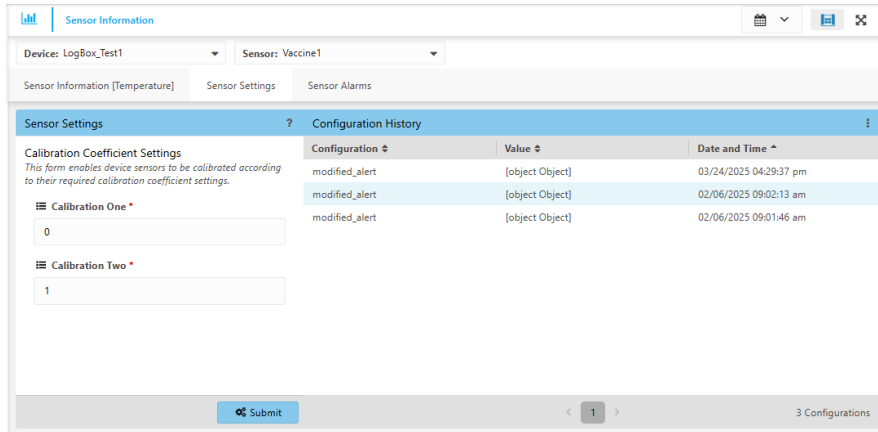 Sensor Information
Device: LogBox_Test1
Sensor: Vaccine1
Sensor Information [Temperature]
Sensor Settings
Sensor Alarms
Sensor Settings
?
Calibration Coefficient Settings
This form enables device sensors to be calibrated according
to their required calibration coefficient settings.
Calibration One *
0
Calibration Two *
1
Submit
Configuration History
Configuration Value Date and Time
modified_alert [object Object] 03/24/2025 04:29:37 pm
modified_alert [object Object] 02/06/2025 09:02:13 am
modified_alert [object Object] 02/06/2025 09:01:46 am
< 1 >
3 Configurations